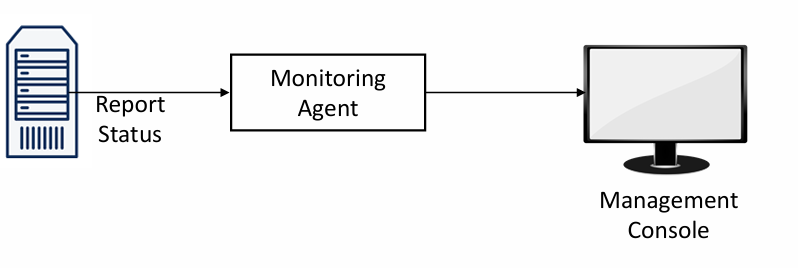 Report
Status
Monitoring
Agent
Management
Console